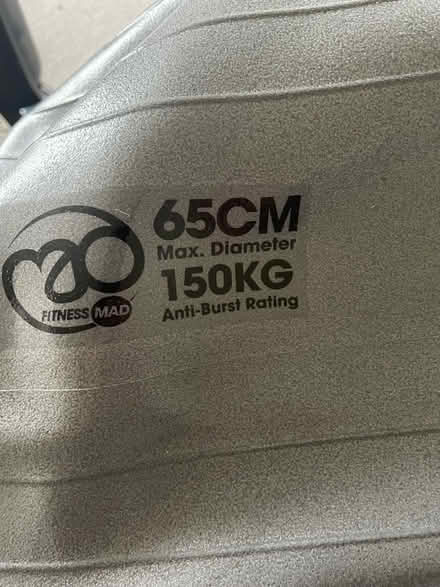 65CM
Max. Diameter
150KG
Anti-Burst Rating
FITNESS MAD